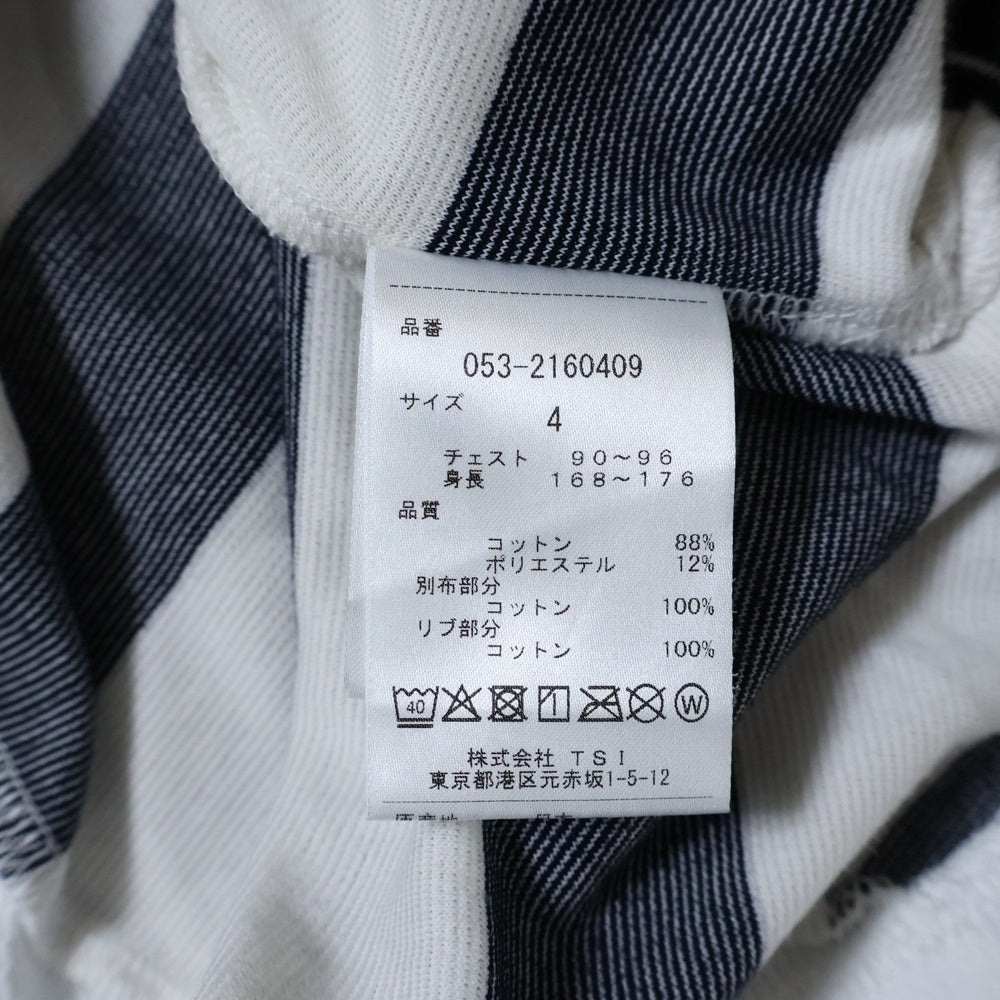 品番
053-2160409
サイズ
4
チェスト 90～96
身長 168～176
品質
コットン 88%
ポリエステル 12%
別布部分
コットン 100%
リブ部分
コットン 100%
40 W
株式会社 TSI
東京都港区元赤坂1-5-12
原産地